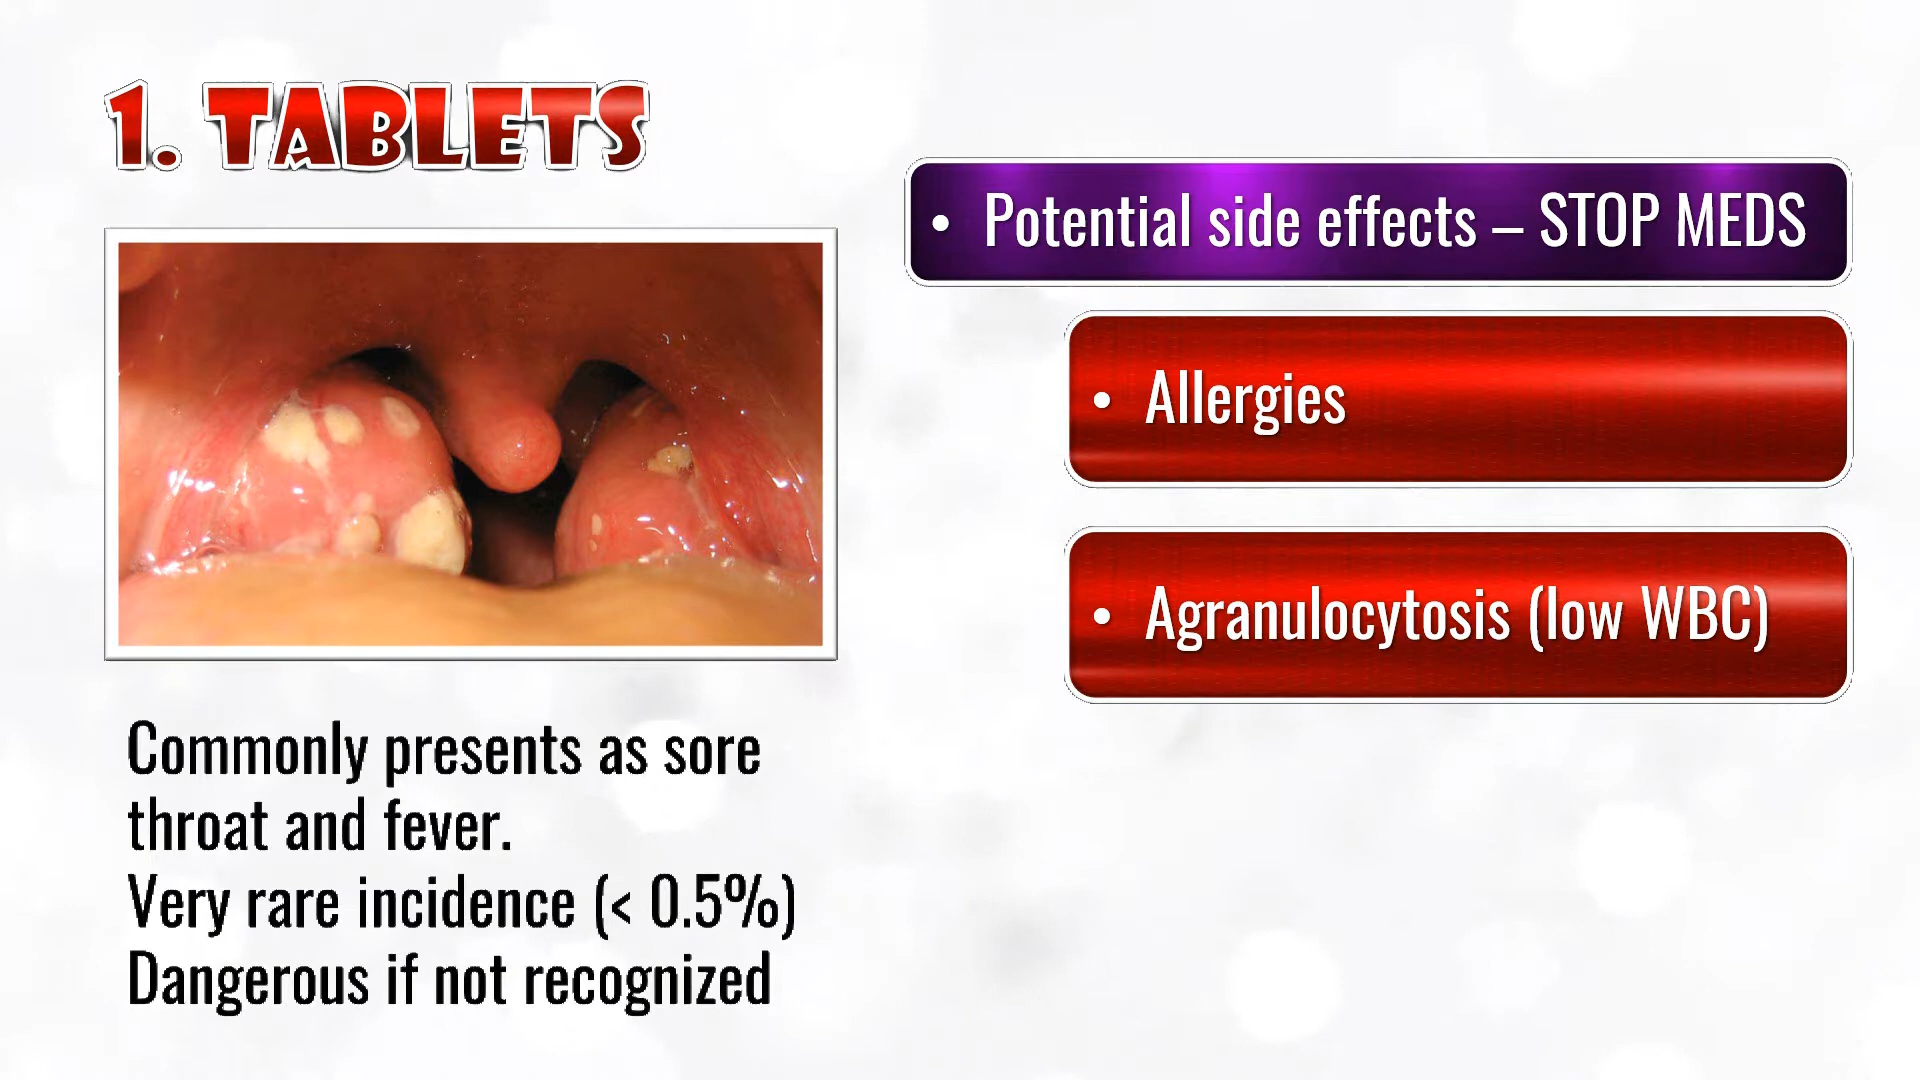 1. TABLETS
• Potential side effects – STOP MEDS
• Allergies
• Agranulocytosis (low WBC)
Commonly presents as sore
throat and fever.
Very rare incidence (< 0.5%)
Dangerous if not recognized